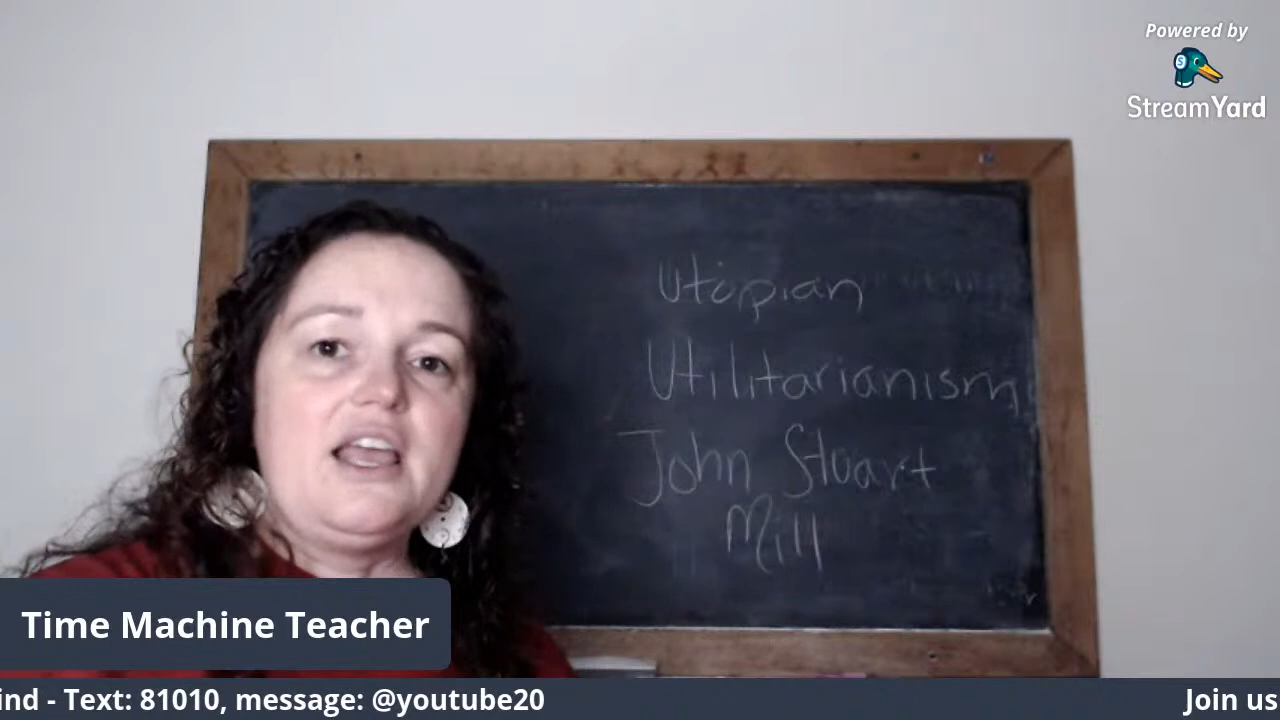 Powered by
StreamYard
Utopian
Utilitarianism
John Stuart
Mill
Time Machine Teacher
ind - Text: 81010, message: @youtube20
Join us